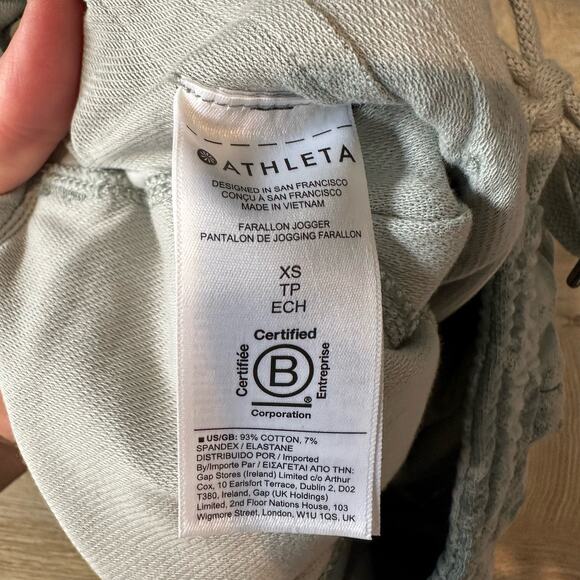 ATHLETA
DESIGNED IN SAN FRANCISCO
CONÇU À SAN FRANCISCO
MADE IN VIETNAM
FARALLON JOGGER
PANTALON DE JOGGING FARALLON
XS
TP
ECH
Certified
Certifiée
B
Entreprise
®
Corporation
■ US/GB: 93% COTTON, 7%
SPANDEX / ELASTANE
DISTRIBUIDO POR / Imported
By/Importe Par / ΕΙΣΑΓΕΤΑΙ ΑΠΟ ΤΗΝ:
Gap Stores (Ireland) Limited c/o Arthur
Cox, 10 Earlsfort Terrace, Dublin 2, D02
T380, Ireland, Gap (UK Holdings)
Limited, 2nd Floor Nations House, 103
Wigmore Street, London, W1U 1QS, UK